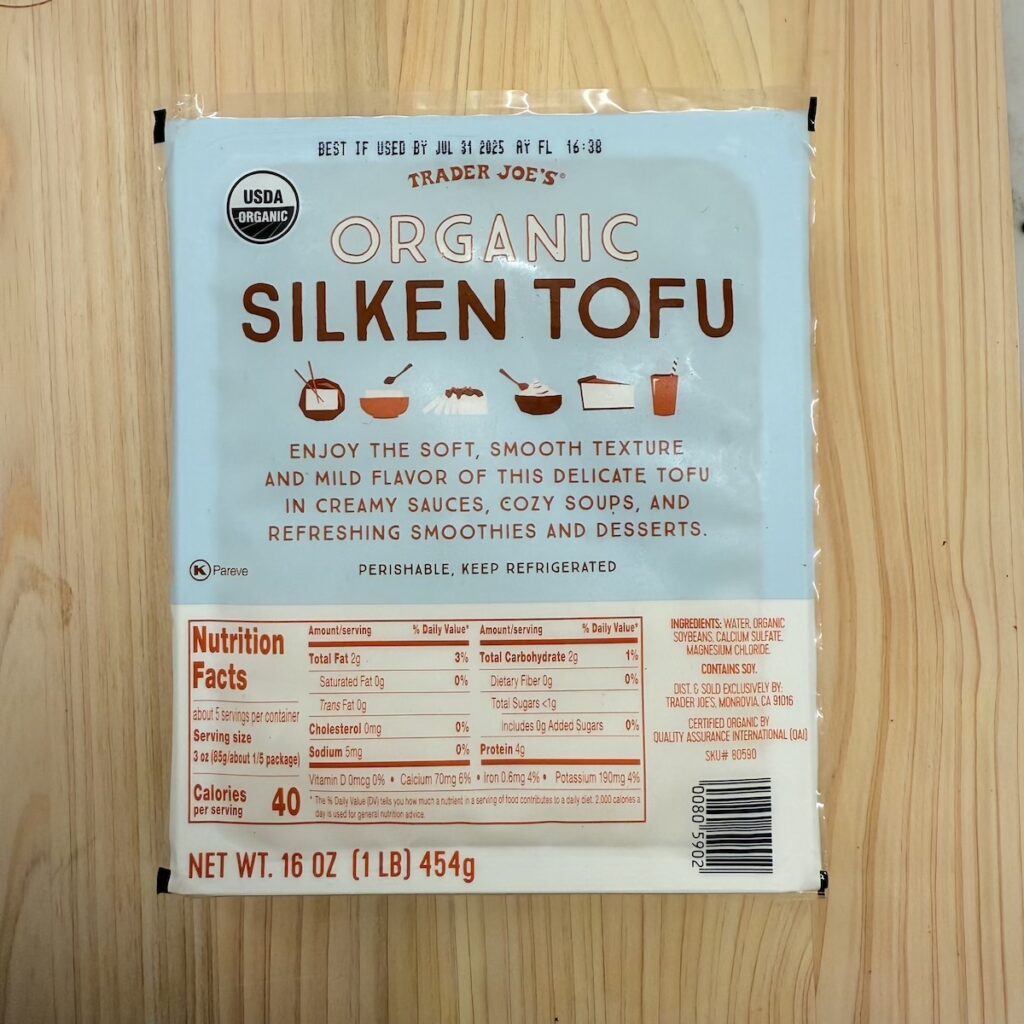 BEST IF USED BY JUL 31 2025 AY FL 16:38
TRADER JOE'S®
USDA
ORGANIC
ORGANIC
SILKEN TOFU
ENJOY THE SOFT, SMOOTH TEXTURE
AND MILD FLAVOR OF THIS DELICATE TOFU
IN CREAMY SAUCES, COZY SOUPS, AND
REFRESHING SMOOTHIES AND DESSERTS.
K Pareve
PERISHABLE, KEEP REFRIGERATED
Nutrition
Facts
about 5 servings per container
Serving size
3 oz (85g/about 1/5 package)
Calories
per serving
40
Amount/serving % Daily Value*
Total Fat 2g 3%
Saturated Fat 0g 0%
Trans Fat 0g
Cholesterol 0mg 0%
Sodium 5mg 0%
Amount/serving % Daily Value*
Total Carbohydrate 2g 1%
Dietary Fiber 0g 0%
Total Sugars <1g
Includes 0g Added Sugars 0%
Protein 4g
Vitamin D 0mcg 0% • Calcium 70mg 6% • Iron 0.6mg 4% • Potassium 190mg 4%
* The % Daily Value (DV) tells you how much a nutrient in a serving of food contributes to a daily diet. 2,000 calories a
day is used for general nutrition advice.
INGREDIENTS: WATER, ORGANIC
SOYBEANS, CALCIUM SULFATE,
MAGNESIUM CHLORIDE.
CONTAINS SOY.
DIST. & SOLD EXCLUSIVELY BY:
TRADER JOE'S, MONROVIA, CA 91016
CERTIFIED ORGANIC BY
QUALITY ASSURANCE INTERNATIONAL (QAI)
SKU# 80590
0080 5902
NET WT. 16 OZ (1 LB) 454g